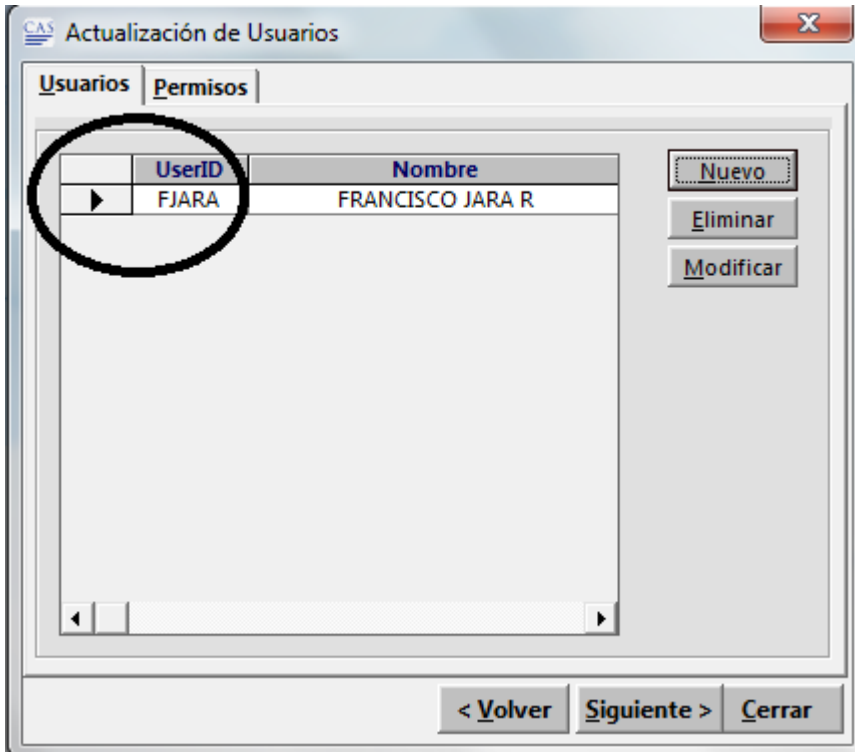 CAS Actualización de Usuarios
Usuarios Permisos
UserID Nombre
FJARA FRANCISCO JARA R
Nuevo
Eliminar
Modificar
< Volver Siguiente > Cerrar